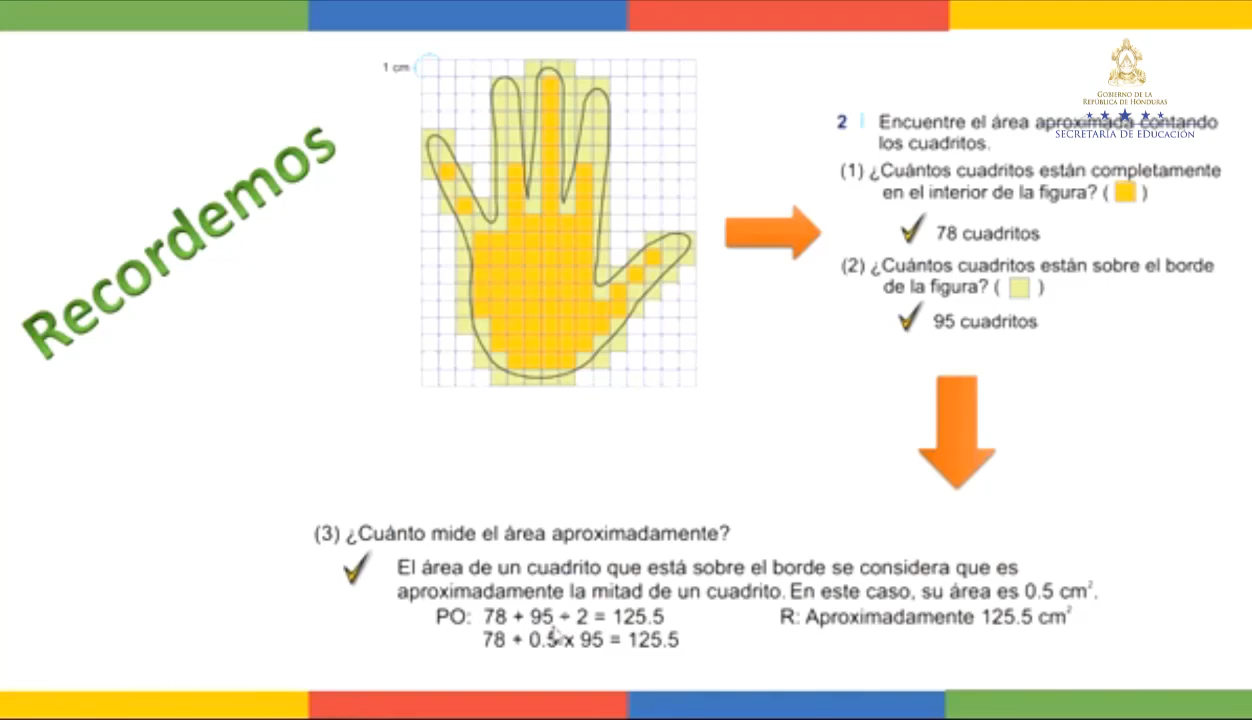 Recordemos
1 cm
GOBIERNO DE LA
REPÚBLICA DE HONDURAS
SECRETARÍA DE EDUCACIÓN
2 Encuentre el área aproximada contando
los cuadritos.
(1) ¿Cuántos cuadritos están completamente
en el interior de la figura? ( )
78 cuadritos
(2) ¿Cuántos cuadritos están sobre el borde
de la figura? ( )
95 cuadritos
(3) ¿Cuánto mide el área aproximadamente?
El área de un cuadrito que está sobre el borde se considera que es
aproximadamente la mitad de un cuadrito. En este caso, su área es 0.5 cm².
PO: 78 + 95 ÷ 2 = 125.5 R: Aproximadamente 125.5 cm²
78 + 0.5 x 95 = 125.5